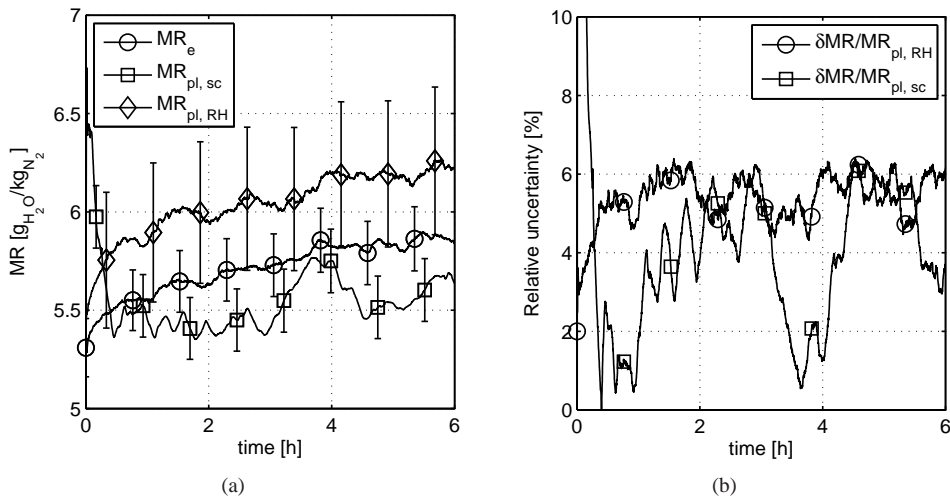 7
6.5
6
5.5
5
MR [g_H₂O/kg_N₂]
MR_e
MR_pl, sc
MR_pl, RH
0 2 4 6
time [h]
(a)
10
8
6
4
2
0
Relative uncertainty [%]
δMR/MR_pl, RH
δMR/MR_pl, sc
0 2 4 6
time [h]
(b)